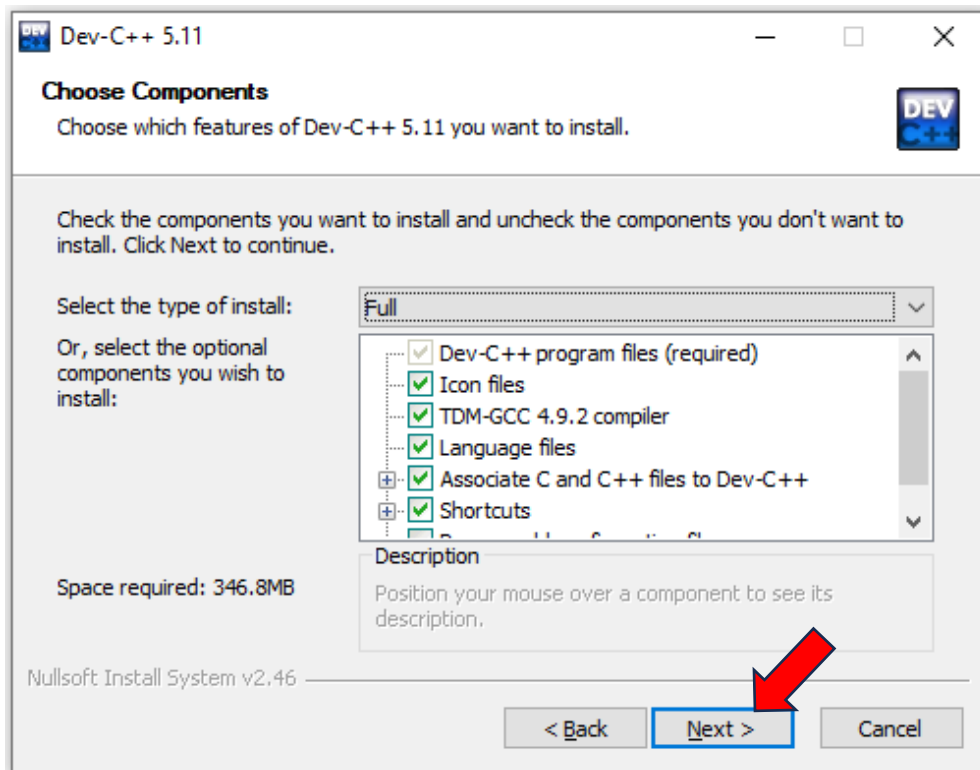 Dev-C++ 5.11
Choose Components
Choose which features of Dev-C++ 5.11 you want to install.
DEV
C++
Check the components you want to install and uncheck the components you don't want to
install. Click Next to continue.
Select the type of install:
Full
Or, select the optional
components you wish to
install:
Dev-C++ program files (required)
Icon files
TDM-GCC 4.9.2 compiler
Language files
Associate C and C++ files to Dev-C++
Shortcuts
Description
Space required: 346.8MB
Position your mouse over a component to see its
description.
Nullsoft Install System v2.46
< Back
Next >
Cancel